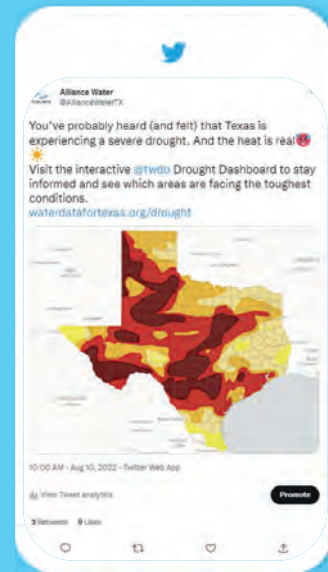 Alliance Water
@AllianceWaterTX
You've probably heard (and felt) that Texas is
experiencing a severe drought. And the heat is real🥵
☀️
Visit the interactive @twdb Drought Dashboard to stay
informed and see which areas are facing the toughest
conditions.
waterdatafortexas.org/drought
10:00 AM · Aug 10, 2022 · Twitter Web App
View Tweet analytics
Promote
3 Retweets 9 Likes